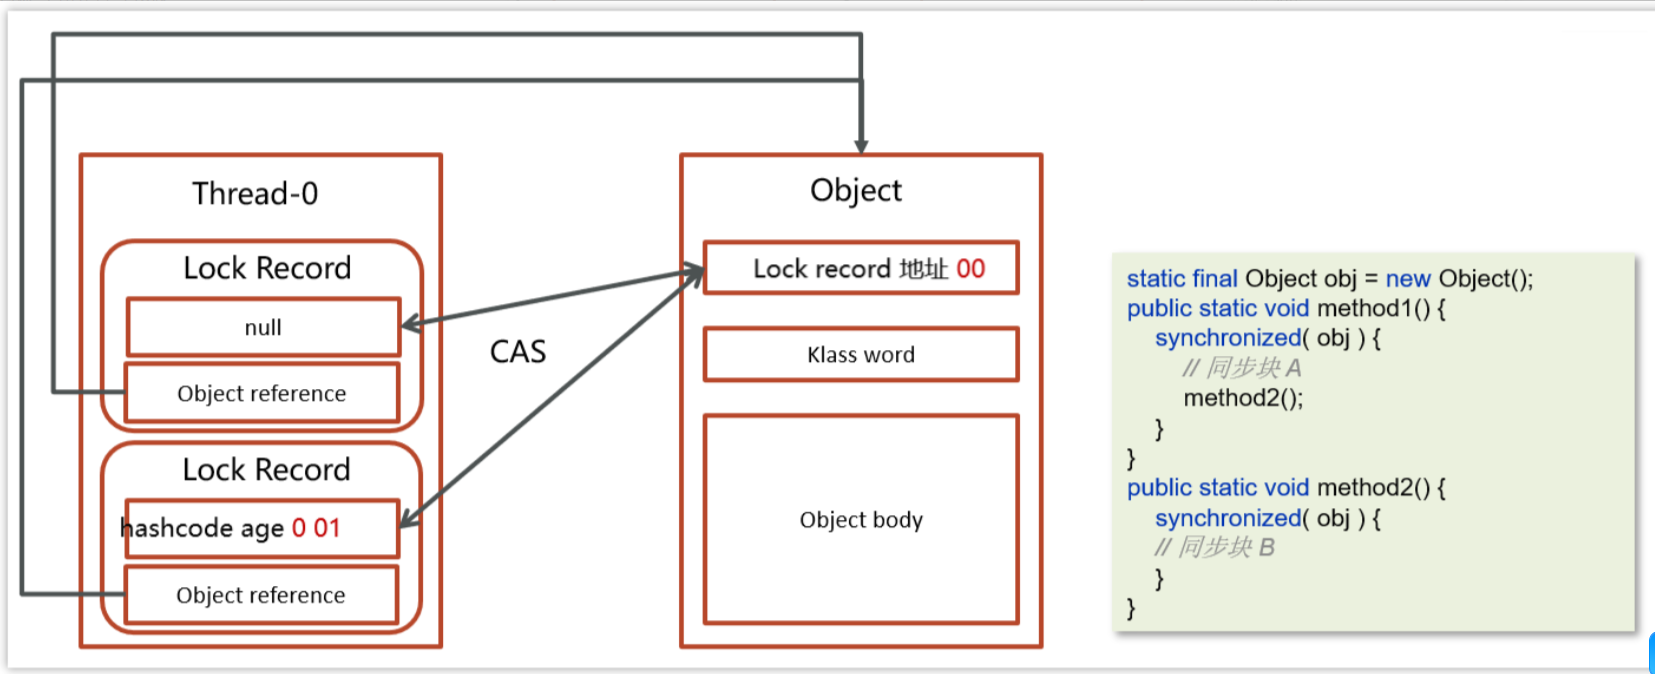 Thread-0
Lock Record
null
Object reference
Lock Record
hashcode age 0 01
Object reference
CAS
Object
Lock record 地址 00
Klass word
Object body
static final Object obj = new Object();
public static void method1() {
synchronized( obj ) {
// 同步块 A
method2();
}
}
public static void method2() {
synchronized( obj ) {
// 同步块 B
}
}